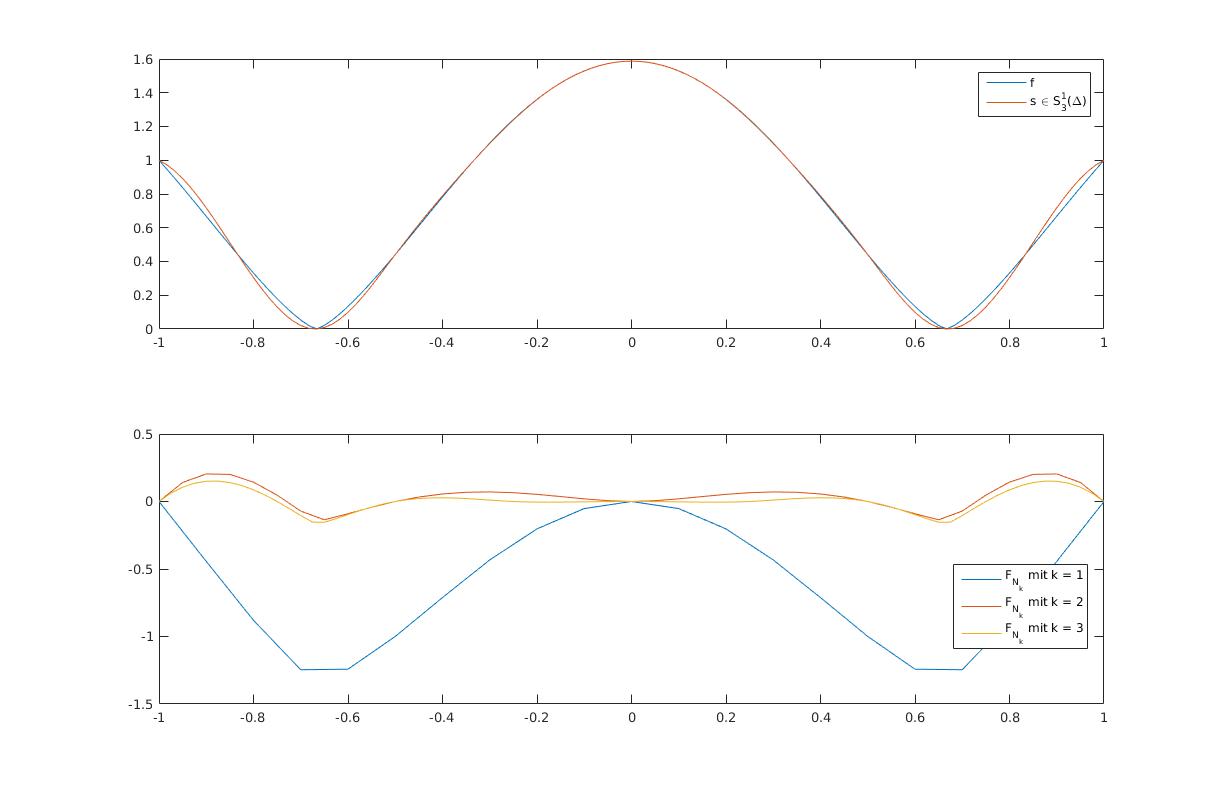 1.6
1.4
1.2
1
0.8
0.6
0.4
0.2
0
-1 -0.8 -0.6 -0.4 -0.2 0 0.2 0.4 0.6 0.8 1
f
s ∈ S_3^1(Δ)
0.5
0
-0.5
-1
-1.5
-1 -0.8 -0.6 -0.4 -0.2 0 0.2 0.4 0.6 0.8 1
F_{N_k} mit k = 1
F_{N_k} mit k = 2
F_{N_k} mit k = 3